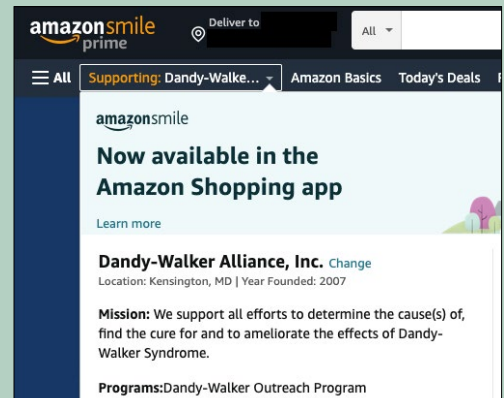 amazonsmile
prime
Deliver to
All
All
Supporting: Dandy-Walke...
Amazon Basics
Today's Deals
amazonsmile
Now available in the
Amazon Shopping app
Learn more
Dandy-Walker Alliance, Inc. Change
Location: Kensington, MD | Year Founded: 2007
Mission: We support all efforts to determine the cause(s) of,
find the cure for and to ameliorate the effects of Dandy-
Walker Syndrome.
Programs:Dandy-Walker Outreach Program